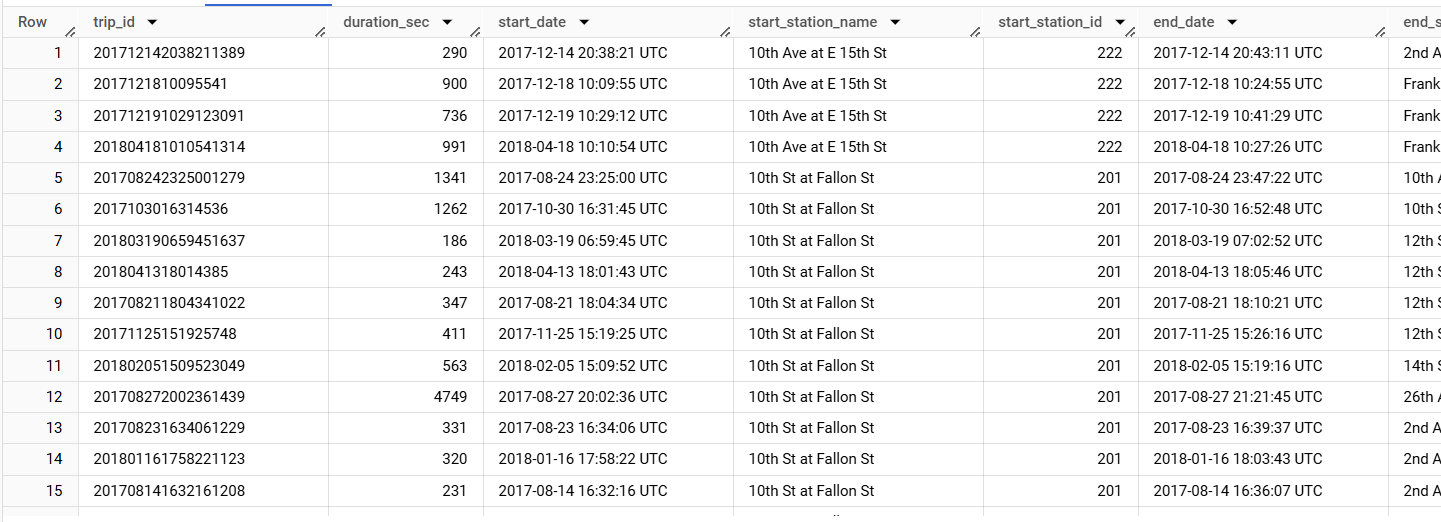 Row trip_id duration_sec start_date start_station_name start_station_id end_date end_s
1 201712142038211389 290 2017-12-14 20:38:21 UTC 10th Ave at E 15th St 222 2017-12-14 20:43:11 UTC 2nd A
2 2017121810095541 900 2017-12-18 10:09:55 UTC 10th Ave at E 15th St 222 2017-12-18 10:24:55 UTC Frank
3 201712191029123091 736 2017-12-19 10:29:12 UTC 10th Ave at E 15th St 222 2017-12-19 10:41:29 UTC Frank
4 201804181010541314 991 2018-04-18 10:10:54 UTC 10th Ave at E 15th St 222 2018-04-18 10:27:26 UTC Frank
5 201708242325001279 1341 2017-08-24 23:25:00 UTC 10th St at Fallon St 201 2017-08-24 23:47:22 UTC 10th A
6 2017103016314536 1262 2017-10-30 16:31:45 UTC 10th St at Fallon St 201 2017-10-30 16:52:48 UTC 10th S
7 201803190659451637 186 2018-03-19 06:59:45 UTC 10th St at Fallon St 201 2018-03-19 07:02:52 UTC 12th S
8 2018041318014385 243 2018-04-13 18:01:43 UTC 10th St at Fallon St 201 2018-04-13 18:05:46 UTC 12th S
9 201708211804341022 347 2017-08-21 18:04:34 UTC 10th St at Fallon St 201 2017-08-21 18:10:21 UTC 12th S
10 20171125151925748 411 2017-11-25 15:19:25 UTC 10th St at Fallon St 201 2017-11-25 15:26:16 UTC 12th S
11 201802051509523049 563 2018-02-05 15:09:52 UTC 10th St at Fallon St 201 2018-02-05 15:19:16 UTC 14th S
12 201708272002361439 4749 2017-08-27 20:02:36 UTC 10th St at Fallon St 201 2017-08-27 21:21:45 UTC 26th A
13 201708231634061229 331 2017-08-23 16:34:06 UTC 10th St at Fallon St 201 2017-08-23 16:39:37 UTC 2nd A
14 201801161758221123 320 2018-01-16 17:58:22 UTC 10th St at Fallon St 201 2018-01-16 18:03:43 UTC 2nd A
15 201708141632161208 231 2017-08-14 16:32:16 UTC 10th St at Fallon St 201 2017-08-14 16:36:07 UTC 2nd A